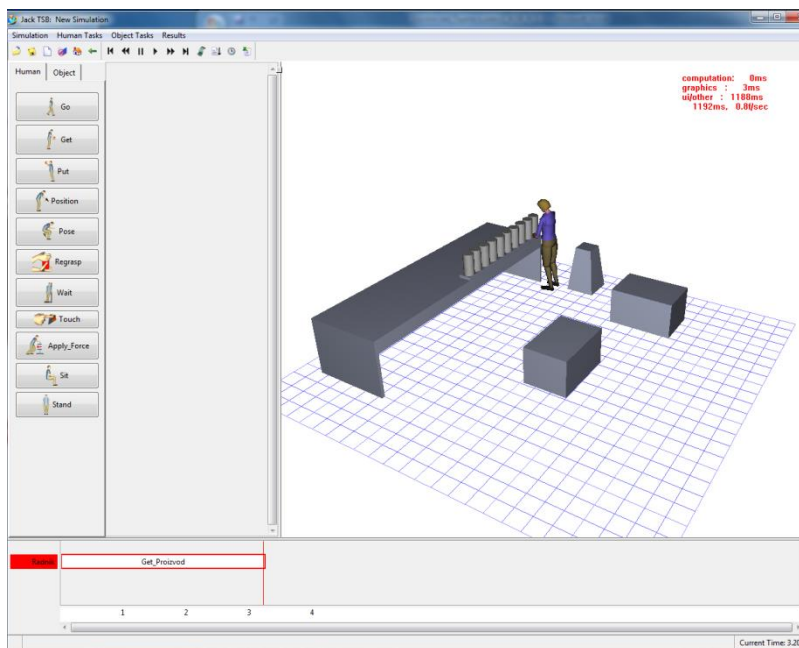 Jack TSB: New Simulation
Simulation Human Tasks Object Tasks Results
Human Object
computation: 0ms
graphics : 3ms
ui/other : 1188ms
1192ms, 0.8f/sec
Go
Get
Put
Position
Pose
Regrasp
Wait
Touch
Apply_Force
Sit
Stand
Radnik Get_Proizvod
1 2 3 4
Current Time: 3.20